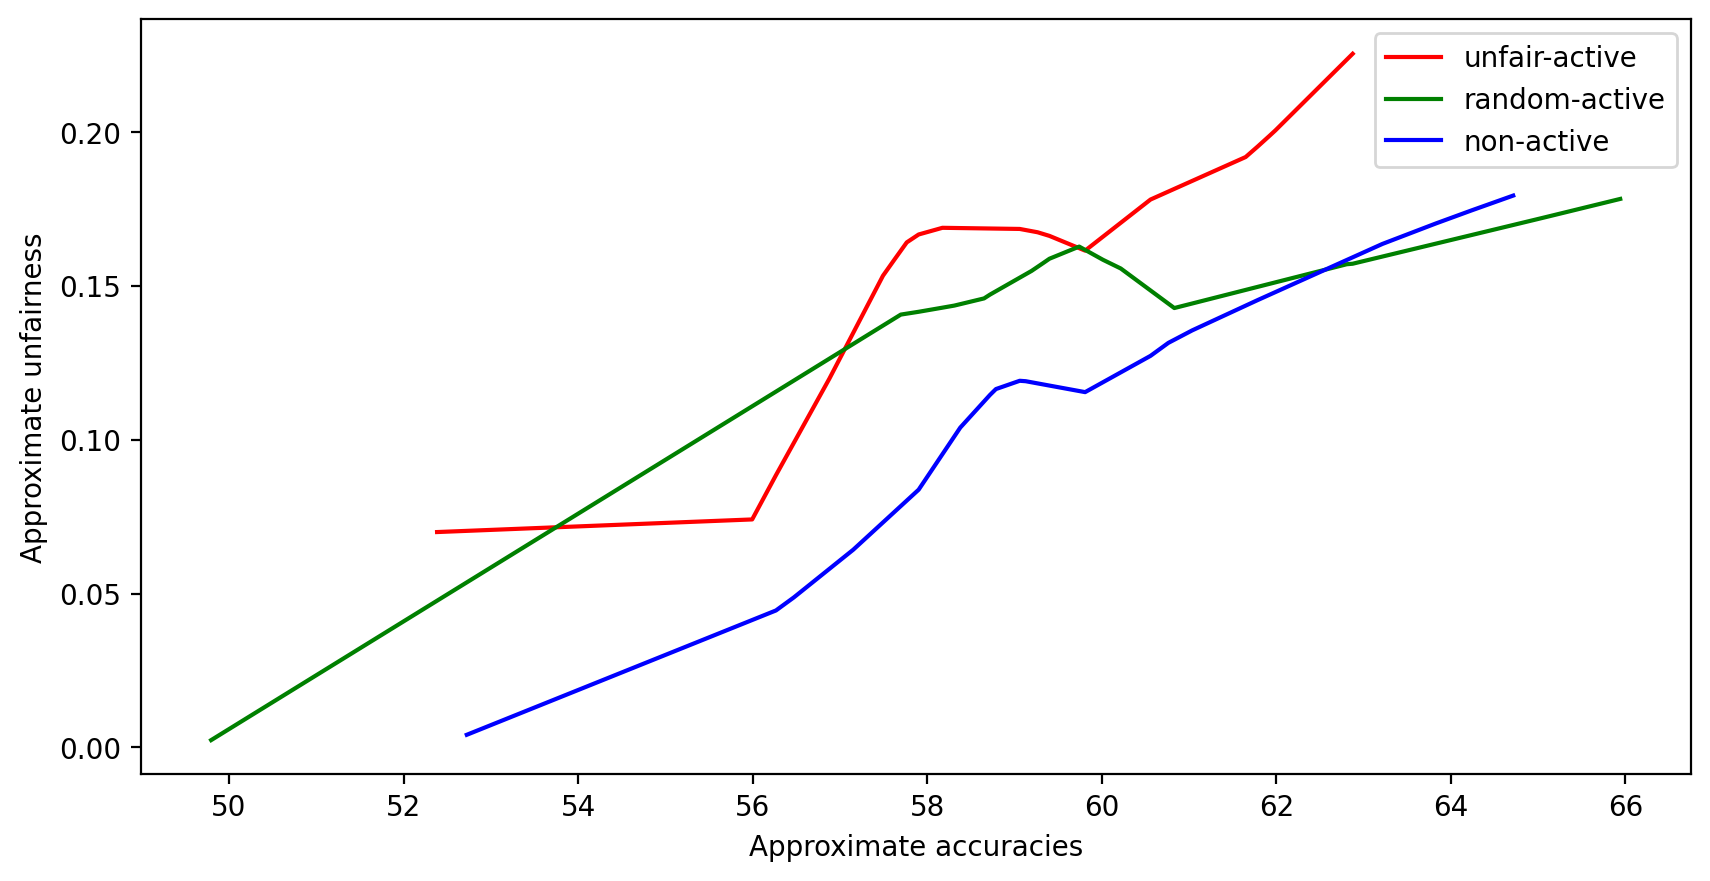 unfair-active
random-active
non-active
Approximate unfairness
0.20
0.15
0.10
0.05
0.00
50 52 54 56 58 60 62 64 66
Approximate accuracies